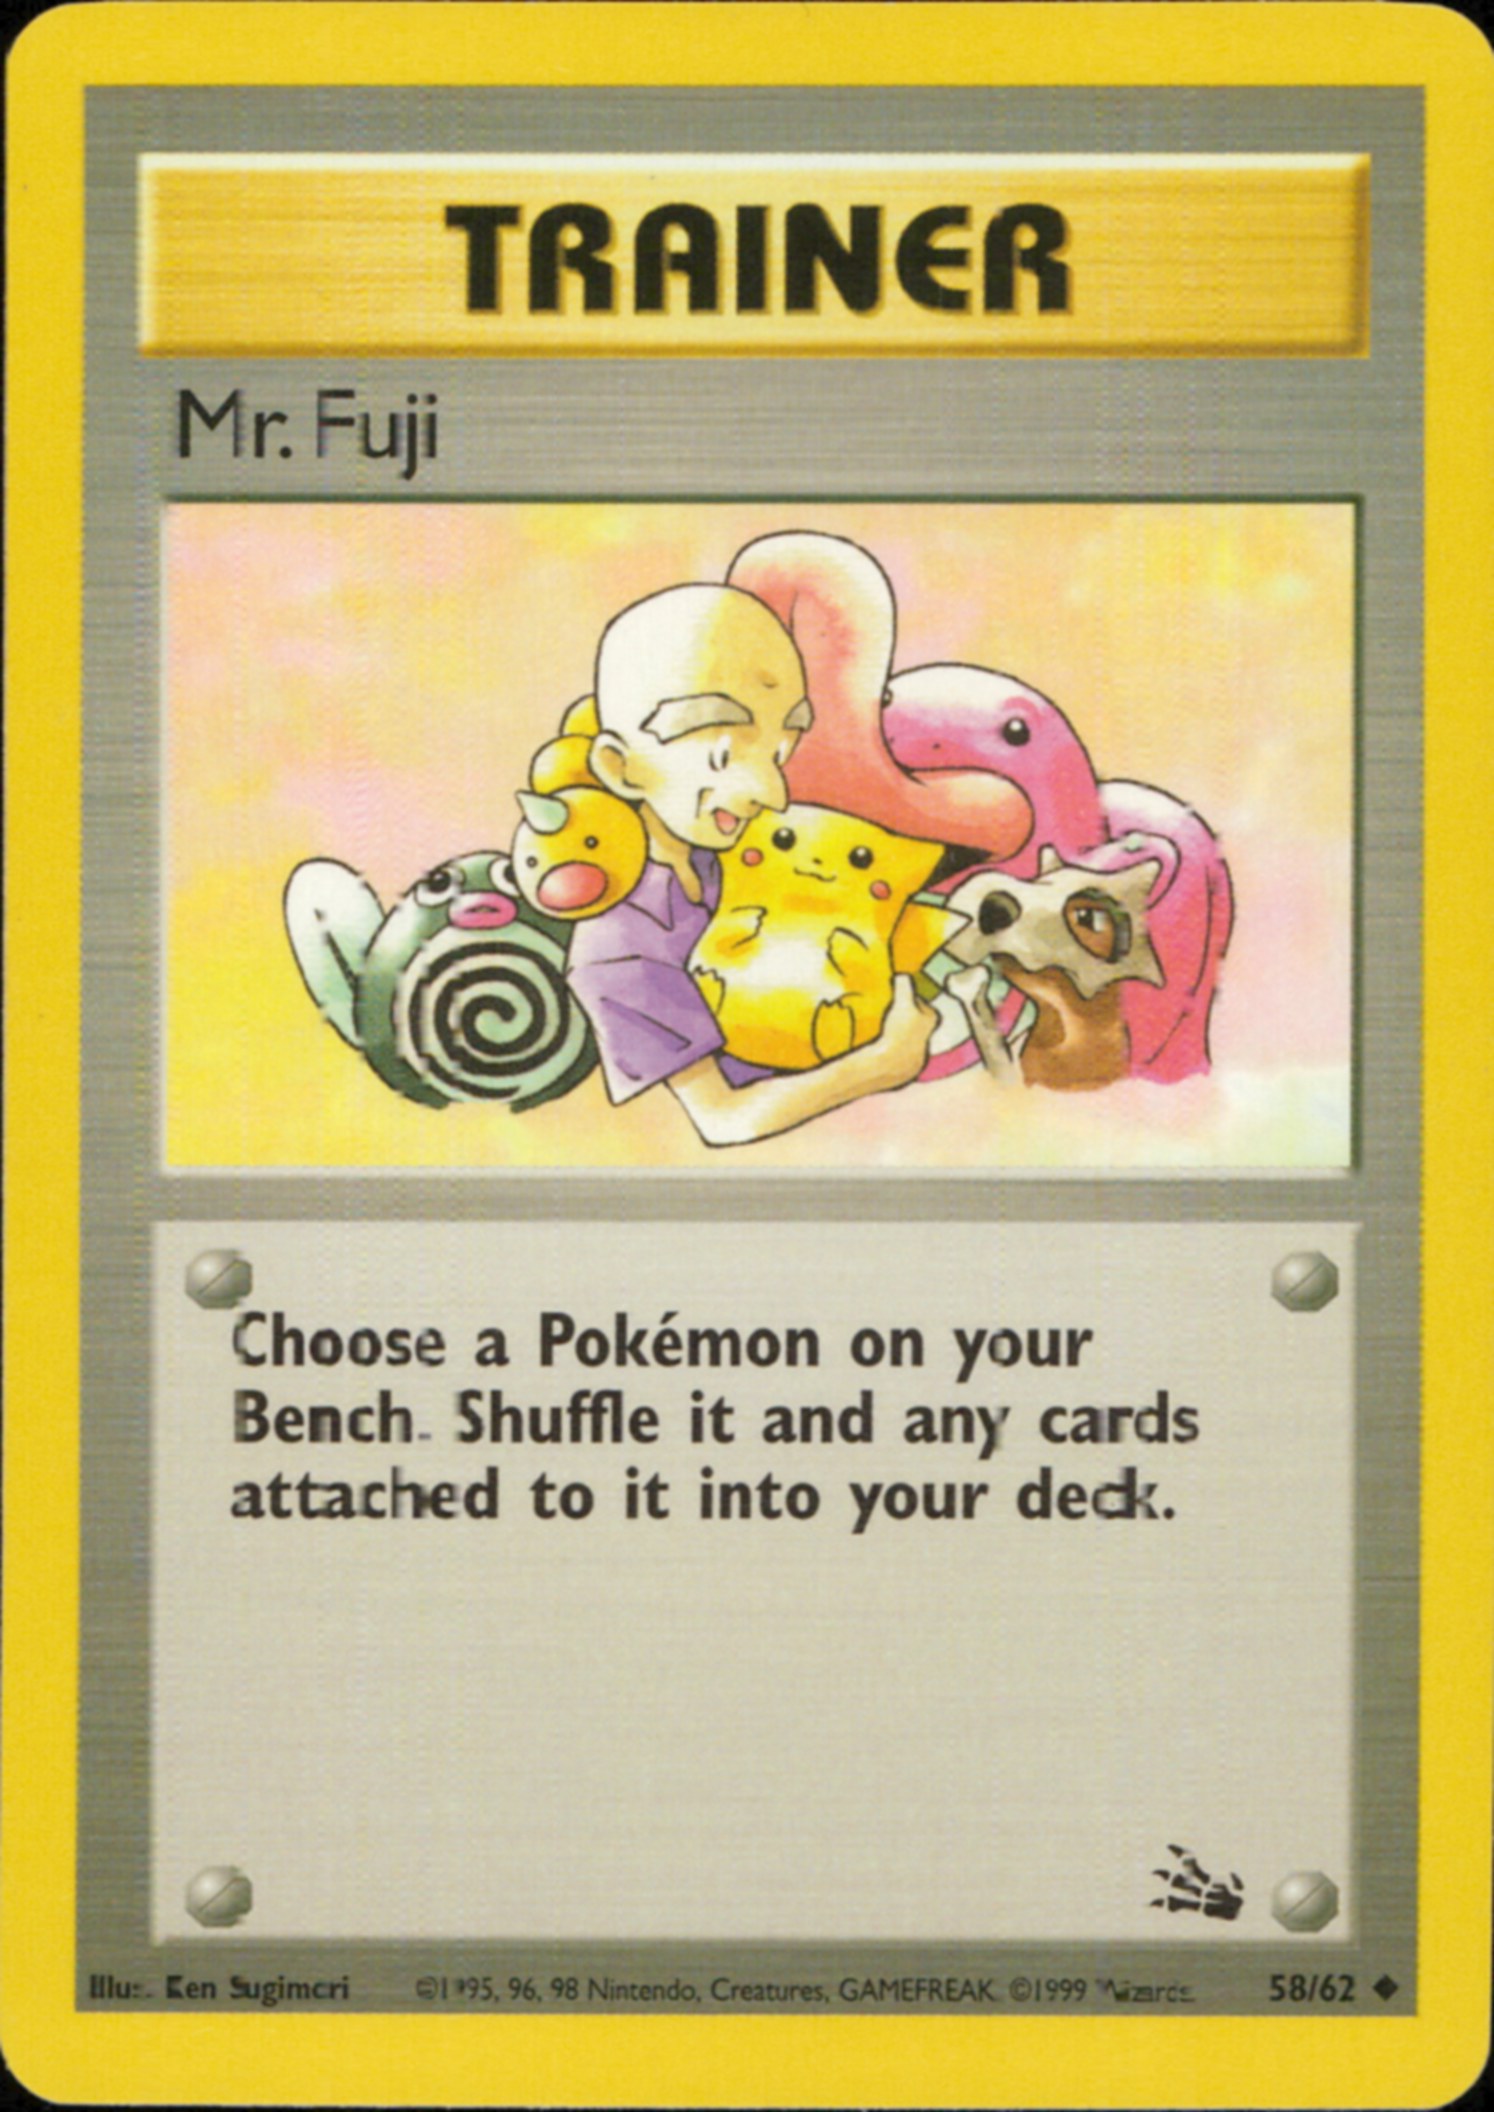 TRAINER
Mr. Fuji
Choose a Pokémon on your
Bench. Shuffle it and any cards
attached to it into your deck.
Illus. Ken Sugimori ©1995, 96, 98 Nintendo, Creatures, GAMEFREAK. ©1999 Wizards. 58/62